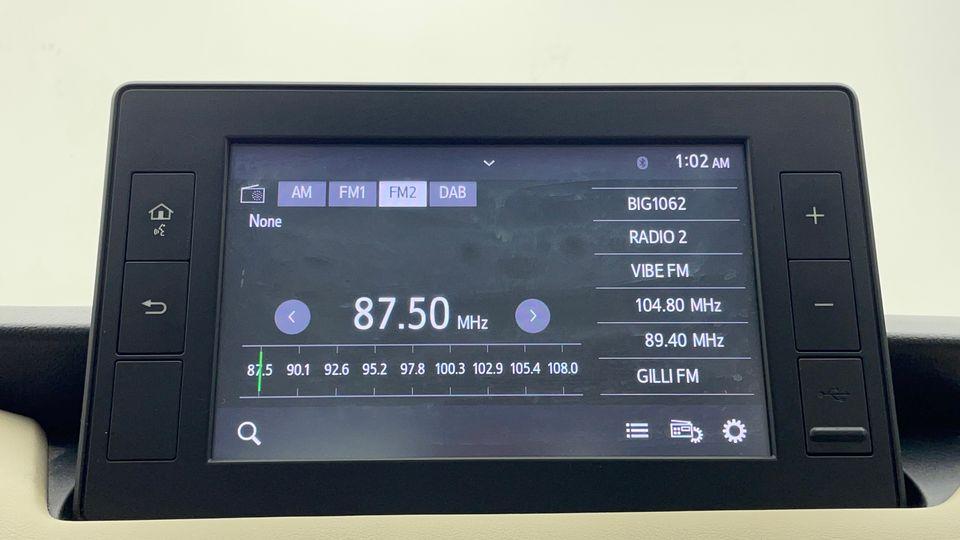 1:02 AM
AM FM1 FM2 DAB
None
87.50 MHz
87.5 90.1 92.6 95.2 97.8 100.3 102.9 105.4 108.0
BIG1062
RADIO 2
VIBE FM
104.80 MHz
89.40 MHz
GILLI FM
+
−